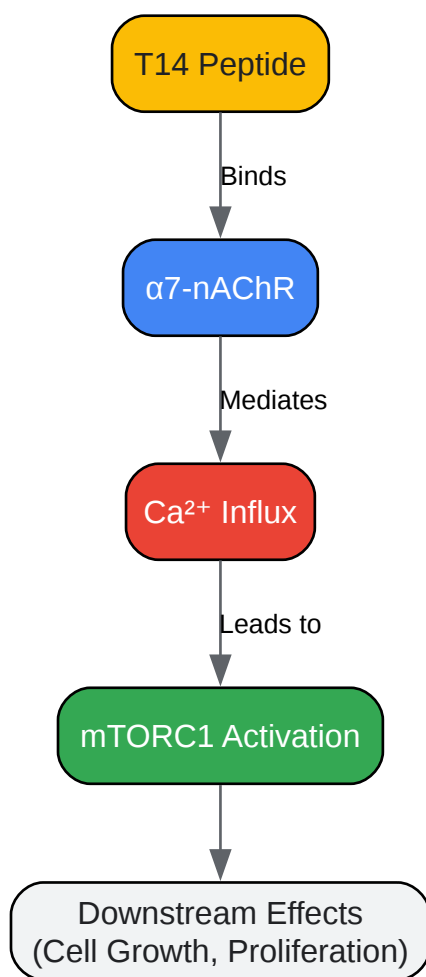 T14 Peptide
Binds
α7-nAChR
Mediates
Ca²⁺ Influx
Leads to
mTORC1 Activation
Downstream Effects
(Cell Growth, Proliferation)